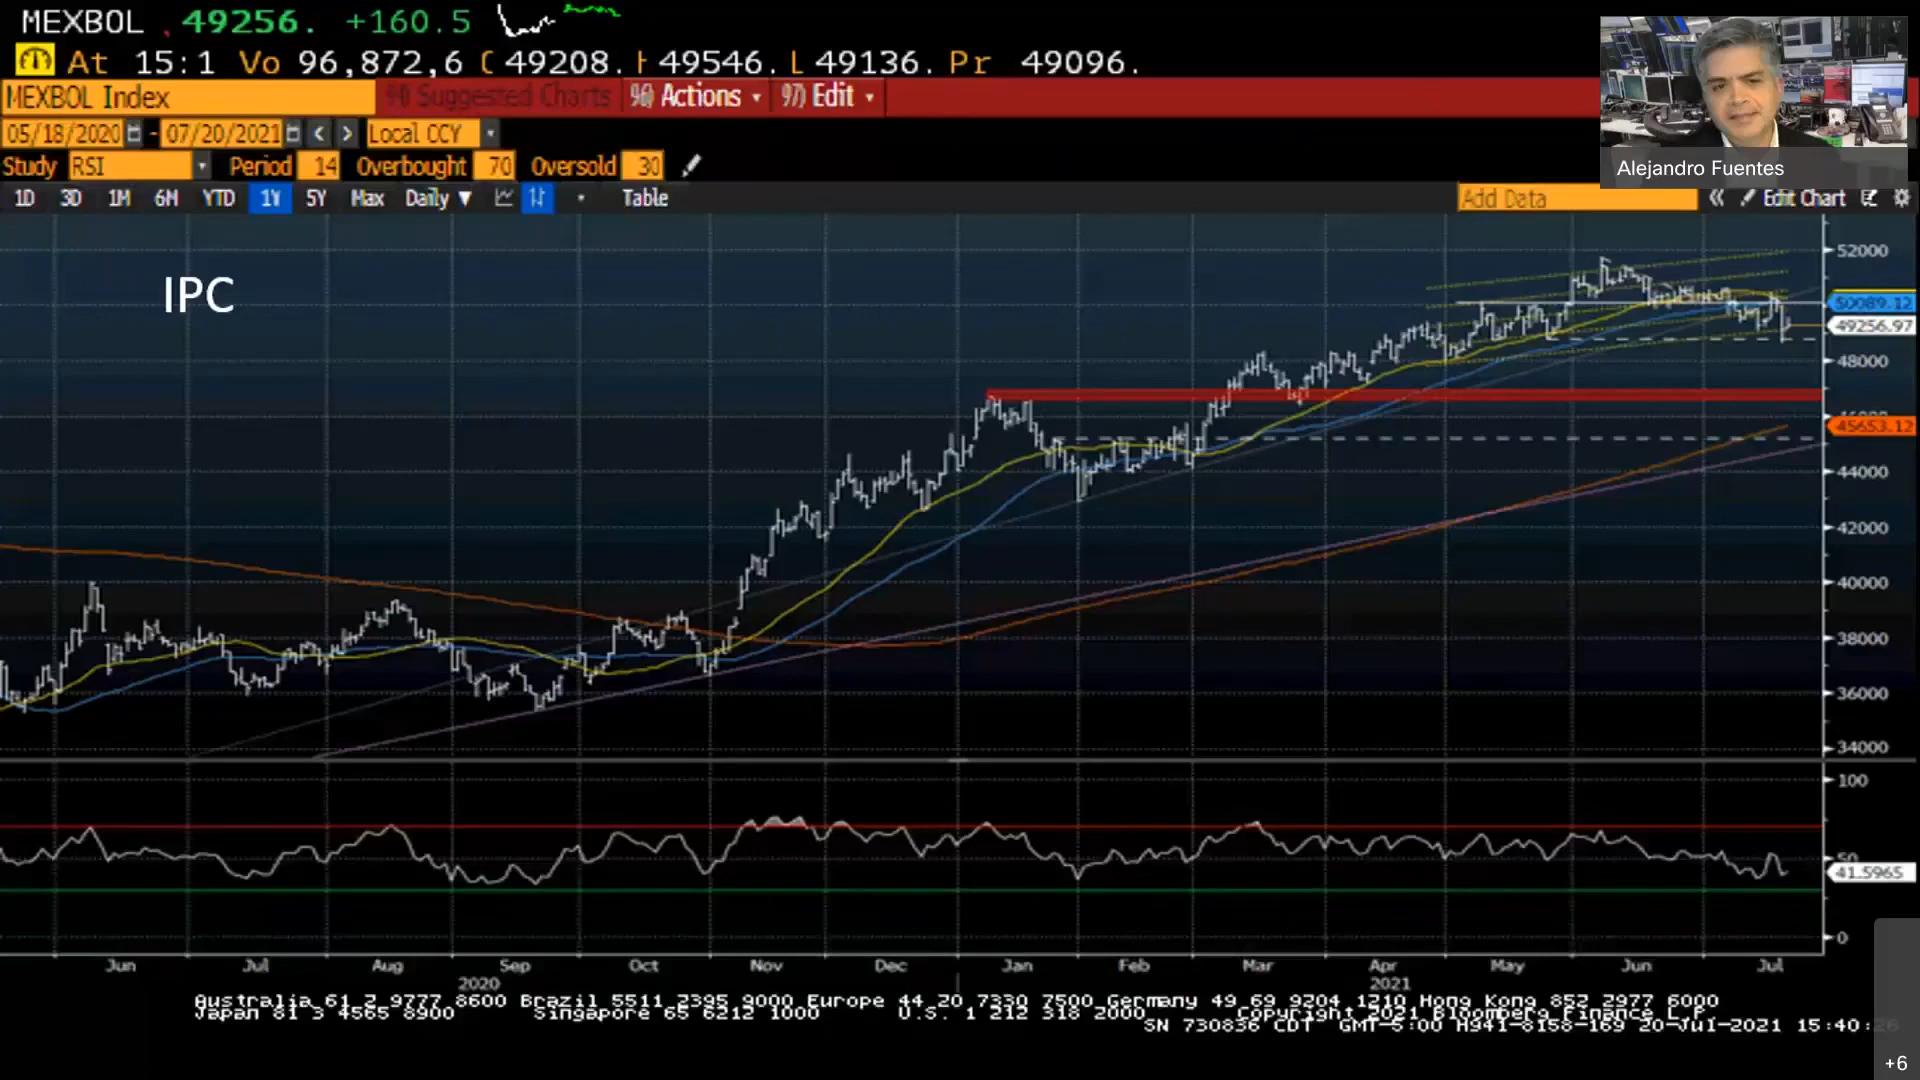 MEXBOL 49256. +160.5
At 15:1 Vo 96,872,6 49208. 49546. L 49136. Pr 49096.
MEXBOL Index Suggested Charts 96) Actions 97) Edit
05/18/2020 - 07/20/2021 < > Local CCY
Study RSI Period 14 Overbought 70 Oversold 30
Alejandro Fuentes
1D 3D 1M 6M YTD 1Y 5Y Max Daily ▼ Table Add Data « Edit Chart
IPC
52000
50089.12
49256.97
48000
46000
45653.12
44000
42000
40000
38000
36000
34000
100
50
41.5965
0
Jun Jul Aug Sep Oct Nov Dec Jan Feb Mar Apr May Jun Jul
2020 2021
Australia 61 2 9777 8600 Brazil 5511 2395 9000 Europe 44 20 7330 7500 Germany 49 69 9204 1210 Hong Kong 852 2977 6000
Japan 81 3 4565 8900 Singapore 65 6212 1000 U.S. 1 212 318 2000 Copyright 2021 Bloomberg Finance L.P.
SN 730836 CDT GMT-5:00 H941-8158-169 20-Jul-2021 15:40:26
+6